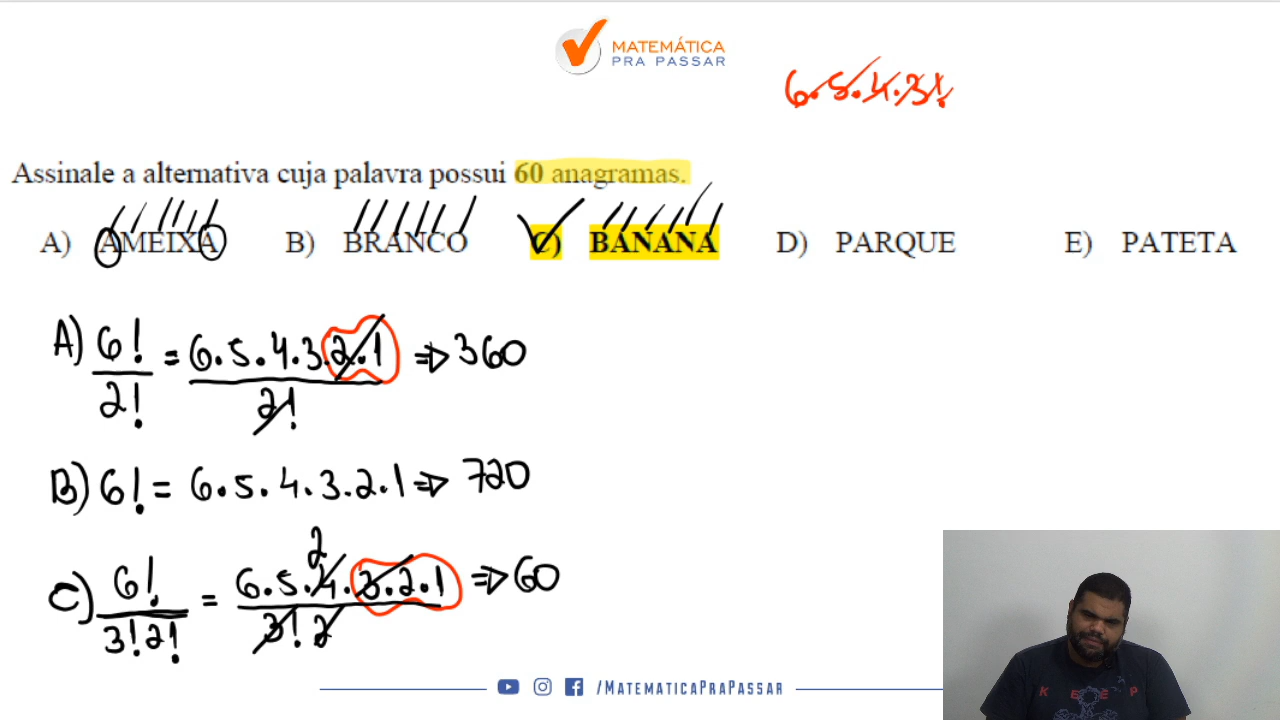 MATEMÁTICA
PRA PASSAR
6.5.4.3!
Assinale a alternativa cuja palavra possui 60 anagramas.
A) AMEIXA B) BRANCO C) BANANA D) PARQUE E) PATETA
A) 6!/2! = 6.5.4.3.2.1/2! ⇒ 360
B) 6! = 6.5.4.3.2.1 ⇒ 720
2
C) 6!/3!2! = 6.5.4.3.2.1/3!2 ⇒ 60
KEEP
/MATEMATICAPRAPASSAR